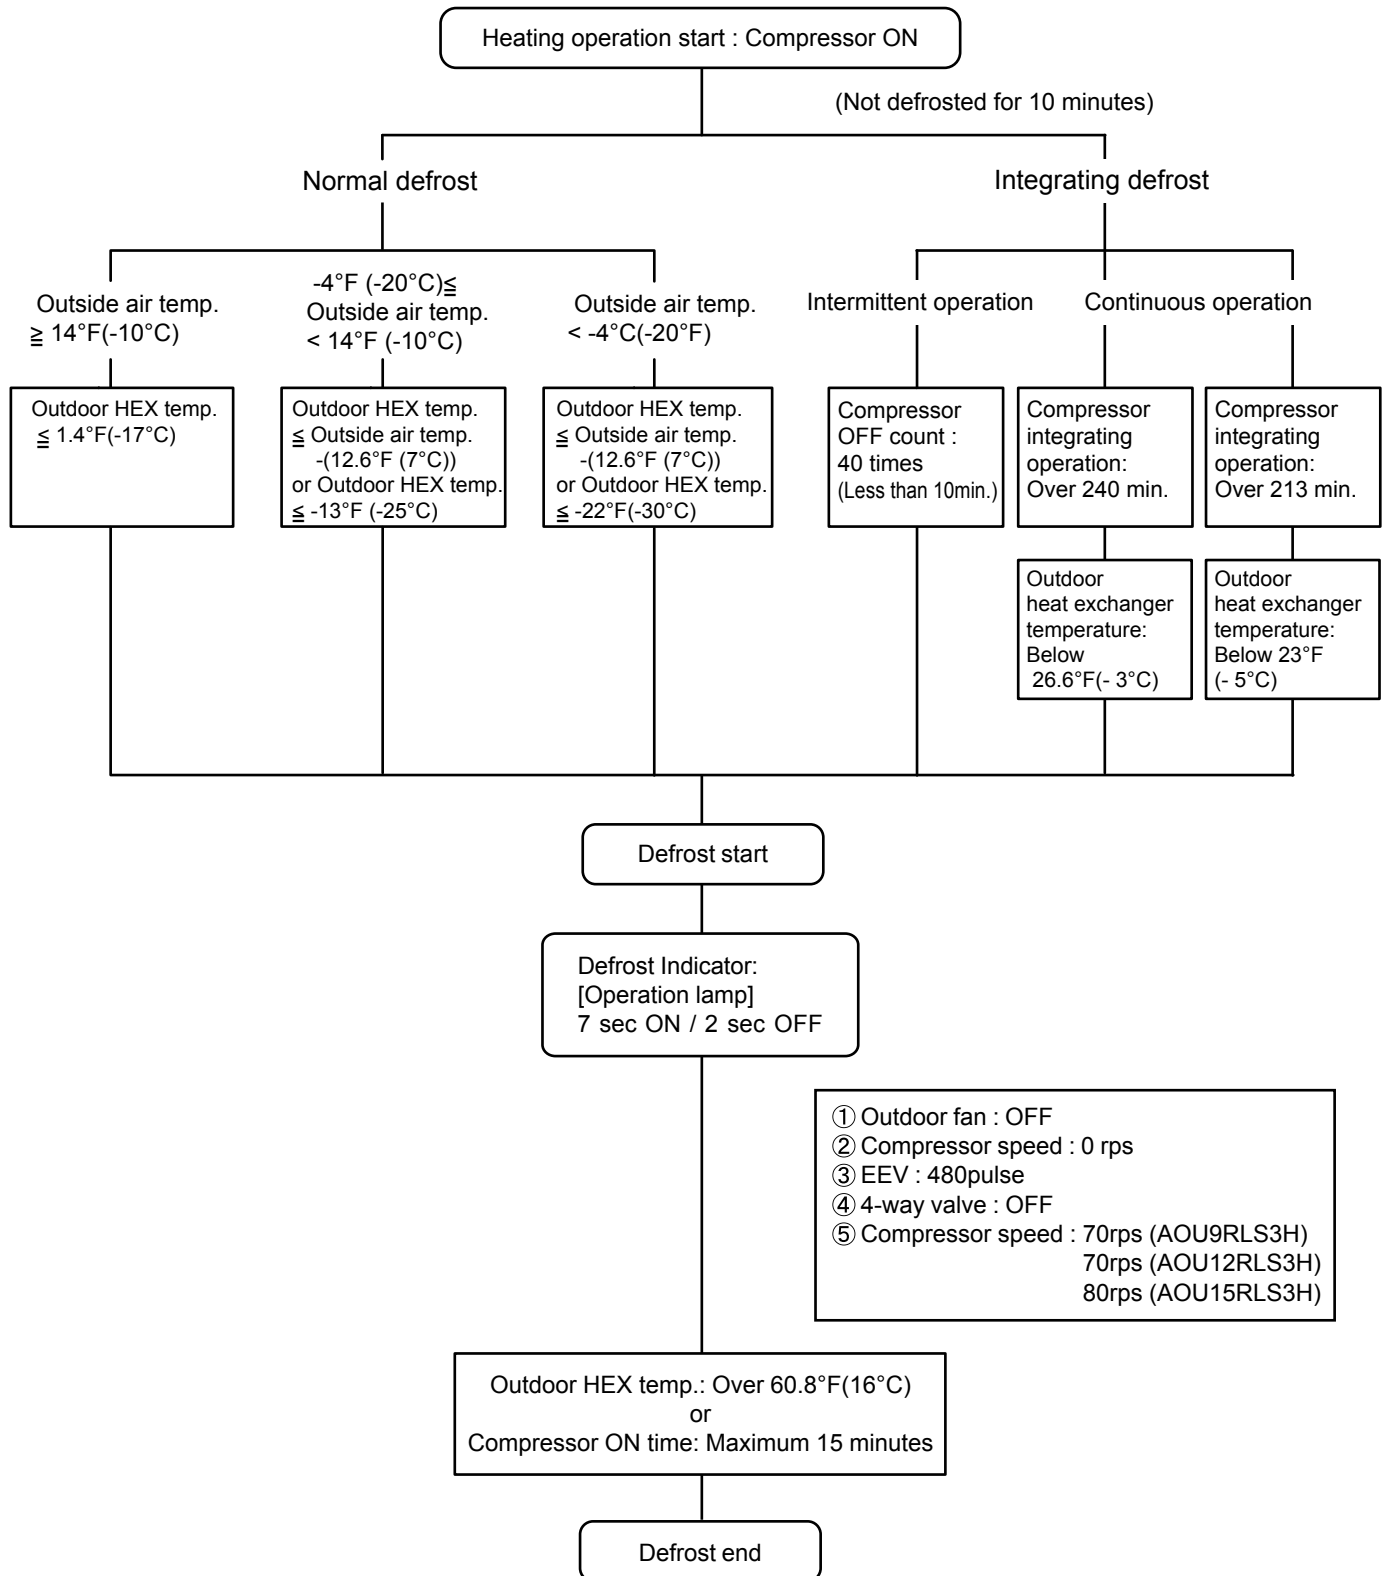 Heating operation start : Compressor ON
(Not defrosted for 10 minutes)
Normal defrost
Integrating defrost
Outside air temp.
≧ 14°F(-10°C)
-4°F (-20°C)≦
Outside air temp.
< 14°F (-10°C)
Outside air temp.
< -4°C(-20°F)
Intermittent operation
Continuous operation
Outdoor HEX temp.
≦ 1.4°F(-17°C)
Outdoor HEX temp.
≦ Outside air temp.
-(12.6°F (7°C))
or Outdoor HEX temp.
≦ -13°F (-25°C)
Outdoor HEX temp.
≦ Outside air temp.
-(12.6°F (7°C))
or Outdoor HEX temp.
≦ -22°F(-30°C)
Compressor
OFF count :
40 times
(Less than 10min.)
Compressor
integrating
operation:
Over 240 min.
Compressor
integrating
operation:
Over 213 min.
Outdoor
heat exchanger
temperature:
Below
26.6°F(- 3°C)
Outdoor
heat exchanger
temperature:
Below 23°F
(- 5°C)
Defrost start
Defrost Indicator:
[Operation lamp]
7 sec ON / 2 sec OFF
① Outdoor fan : OFF
② Compressor speed : 0 rps
③ EEV : 480pulse
④ 4-way valve : OFF
⑤ Compressor speed : 70rps (AOU9RLS3H)
70rps (AOU12RLS3H)
80rps (AOU15RLS3H)
Outdoor HEX temp.: Over 60.8°F(16°C)
or
Compressor ON time: Maximum 15 minutes
Defrost end